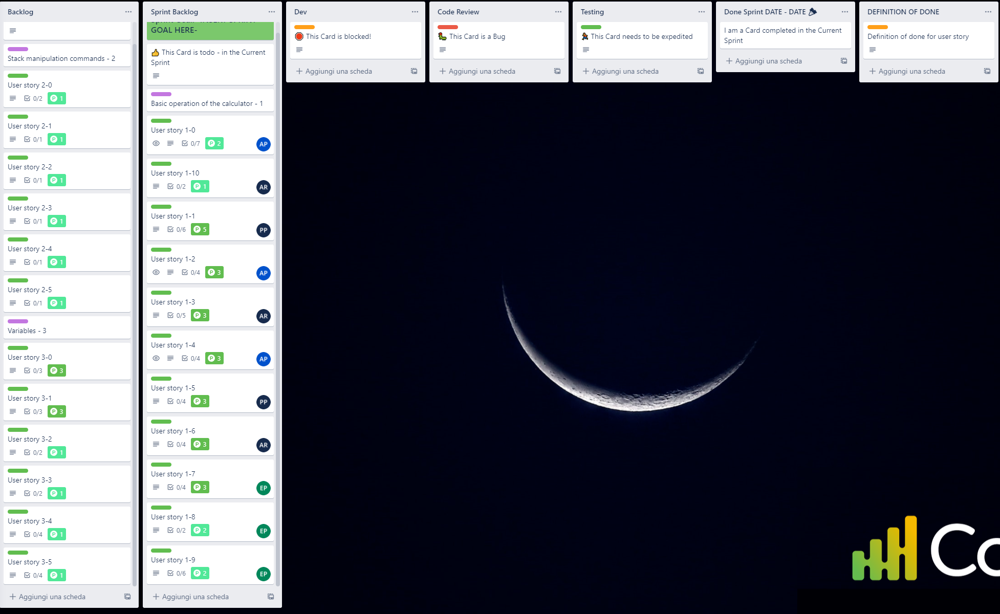 Backlog
Stack manipulation commands - 2
User story 2-0
0/2 P 1
User story 2-1
0/1 P 1
User story 2-2
0/1 P 1
User story 2-3
0/1 P 1
User story 2-4
0/1 P 1
User story 2-5
0/1 P 1
Variables - 3
User story 3-0
0/3 P 3
User story 3-1
0/3 P 3
User story 3-2
0/2 P 1
User story 3-3
0/2 P 1
User story 3-4
0/4 P 1
User story 3-5
0/4 P 1
Aggiungi una scheda
Sprint Backlog
GOAL HERE-
This Card is todo - in the Current
Sprint
Basic operation of the calculator - 1
User story 1-0
0/7 P 2 AP
User story 1-10
0/2 P 1 AR
User story 1-1
0/6 P 5 PP
User story 1-2
0/4 P 3 AP
User story 1-3
0/5 P 3 AR
User story 1-4
0/4 P 3 AP
User story 1-5
0/4 P 3 PP
User story 1-6
0/4 P 3 AR
User story 1-7
0/4 P 3 EP
User story 1-8
0/2 P 2 EP
User story 1-9
0/6 P 2 EP
Aggiungi una scheda
Dev
This Card is blocked!
Aggiungi una scheda
Code Review
This Card is a Bug
Aggiungi una scheda
Testing
This Card needs to be expedited
Aggiungi una scheda
Done Sprint DATE - DATE
I am a Card completed in the Current
Sprint
Aggiungi una scheda
DEFINITION OF DONE
Definition of done for user story
Aggiungi una scheda
Co